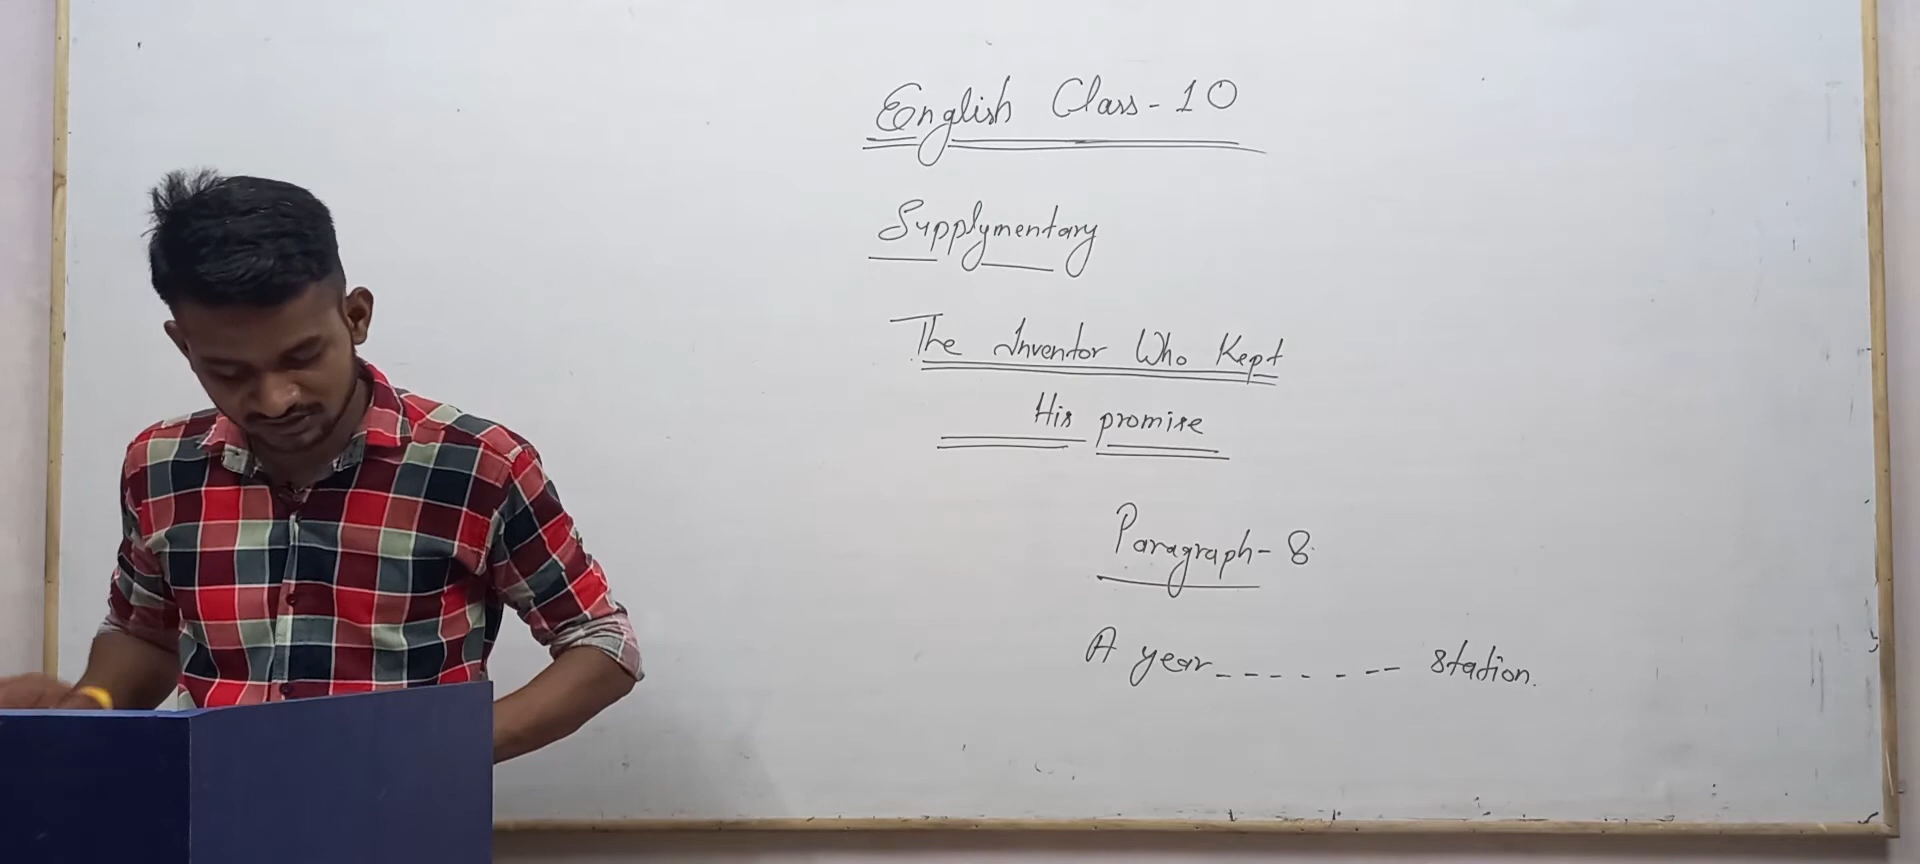 English Class - 10
Supplymentary
The Inventor Who Kept
His promise
Paragraph - 8
A year - - - - - - - station.